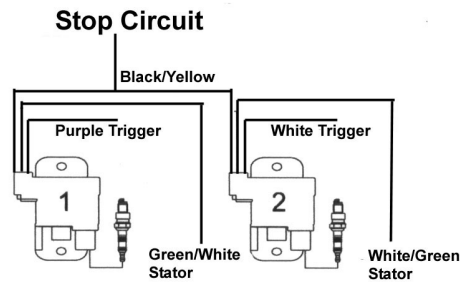 Stop Circuit
Black/Yellow
Purple Trigger
White Trigger
1
2
Green/White
Stator
White/Green
Stator